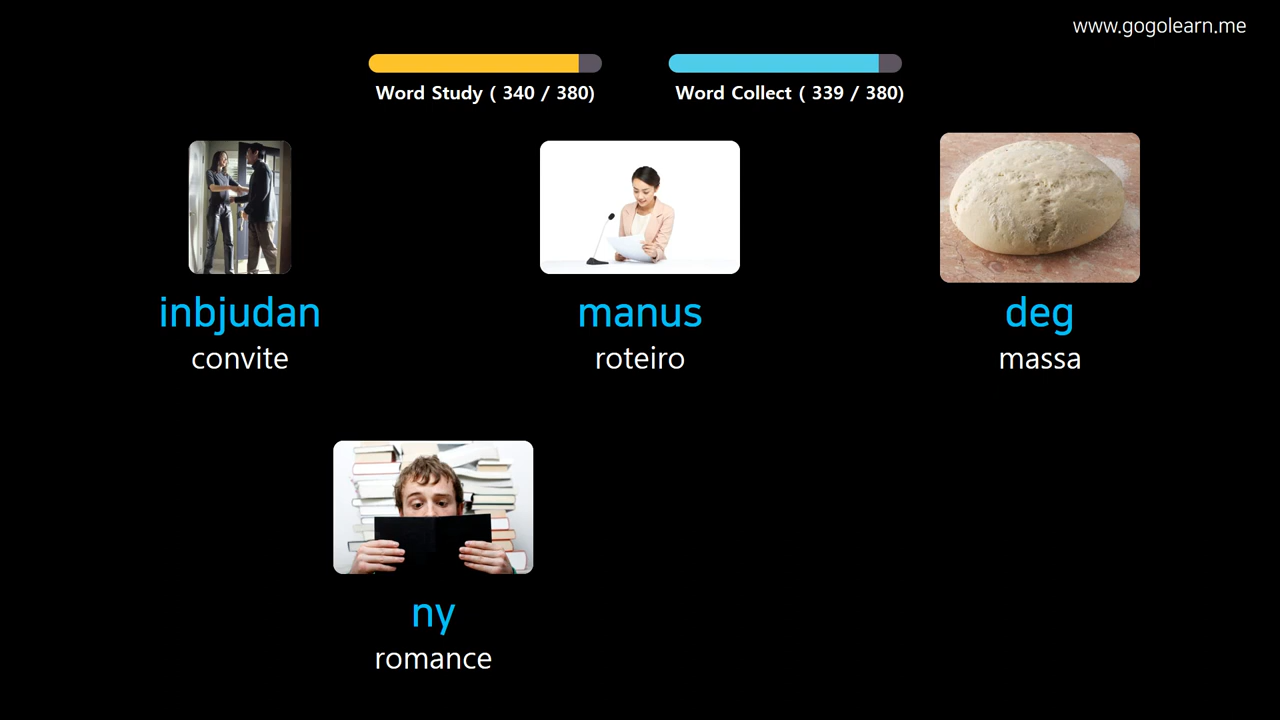 www.gogolearn.me
Word Study ( 340 / 380)
Word Collect ( 339 / 380)
inbjudan
convite
manus
roteiro
deg
massa
ny
romance